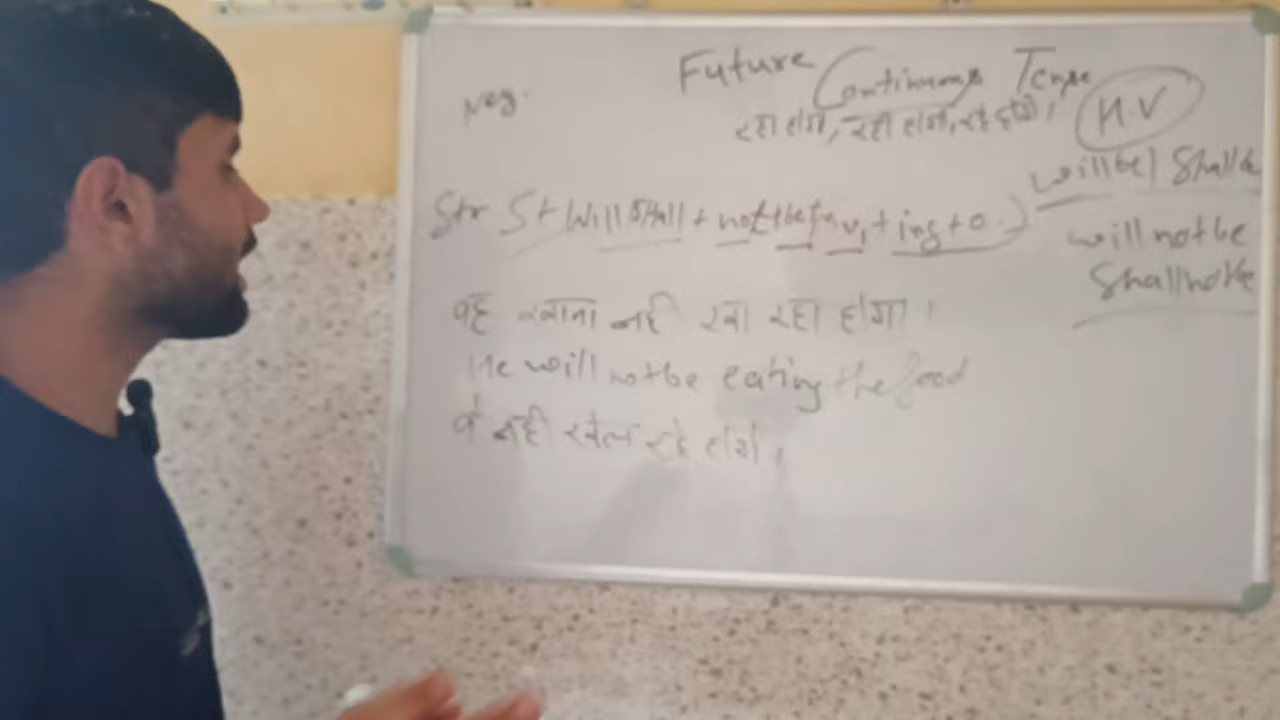 Future Continuous Tense
Neg.
रहा होगा, रही होगी, रहे होंगे।
H.V
will be | Shall be
Str S+ Will Shall + not + be + v1 + ing + o
will not be
Shall not be
वह खाना नहीं खा रहा होगा।
He will not be eating the food
वे नहीं खेल रहे होंगे।